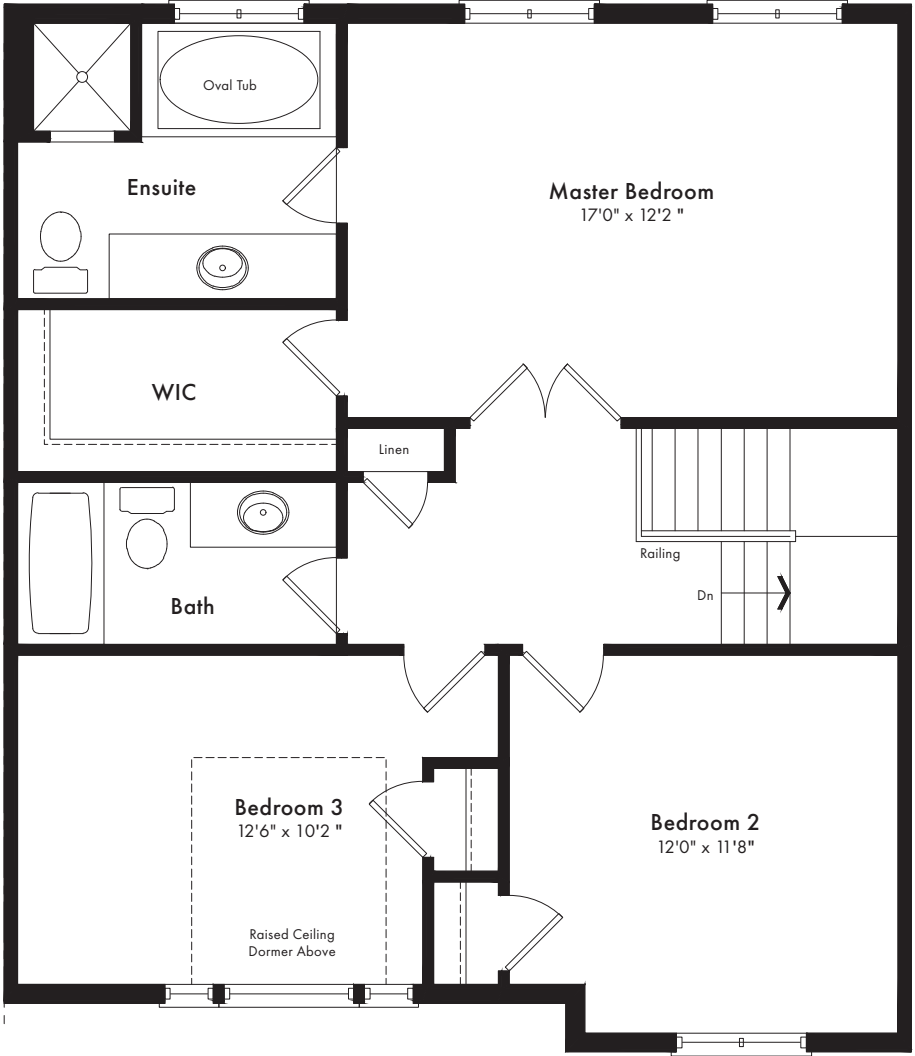 Oval Tub
Ensuite
Master Bedroom
17'0" x 12'2 "
WIC
Linen
Railing
Dn
Bath
Bedroom 3
12'6" x 10'2 "
Bedroom 2
12'0" x 11'8"
Raised Ceiling
Dormer Above